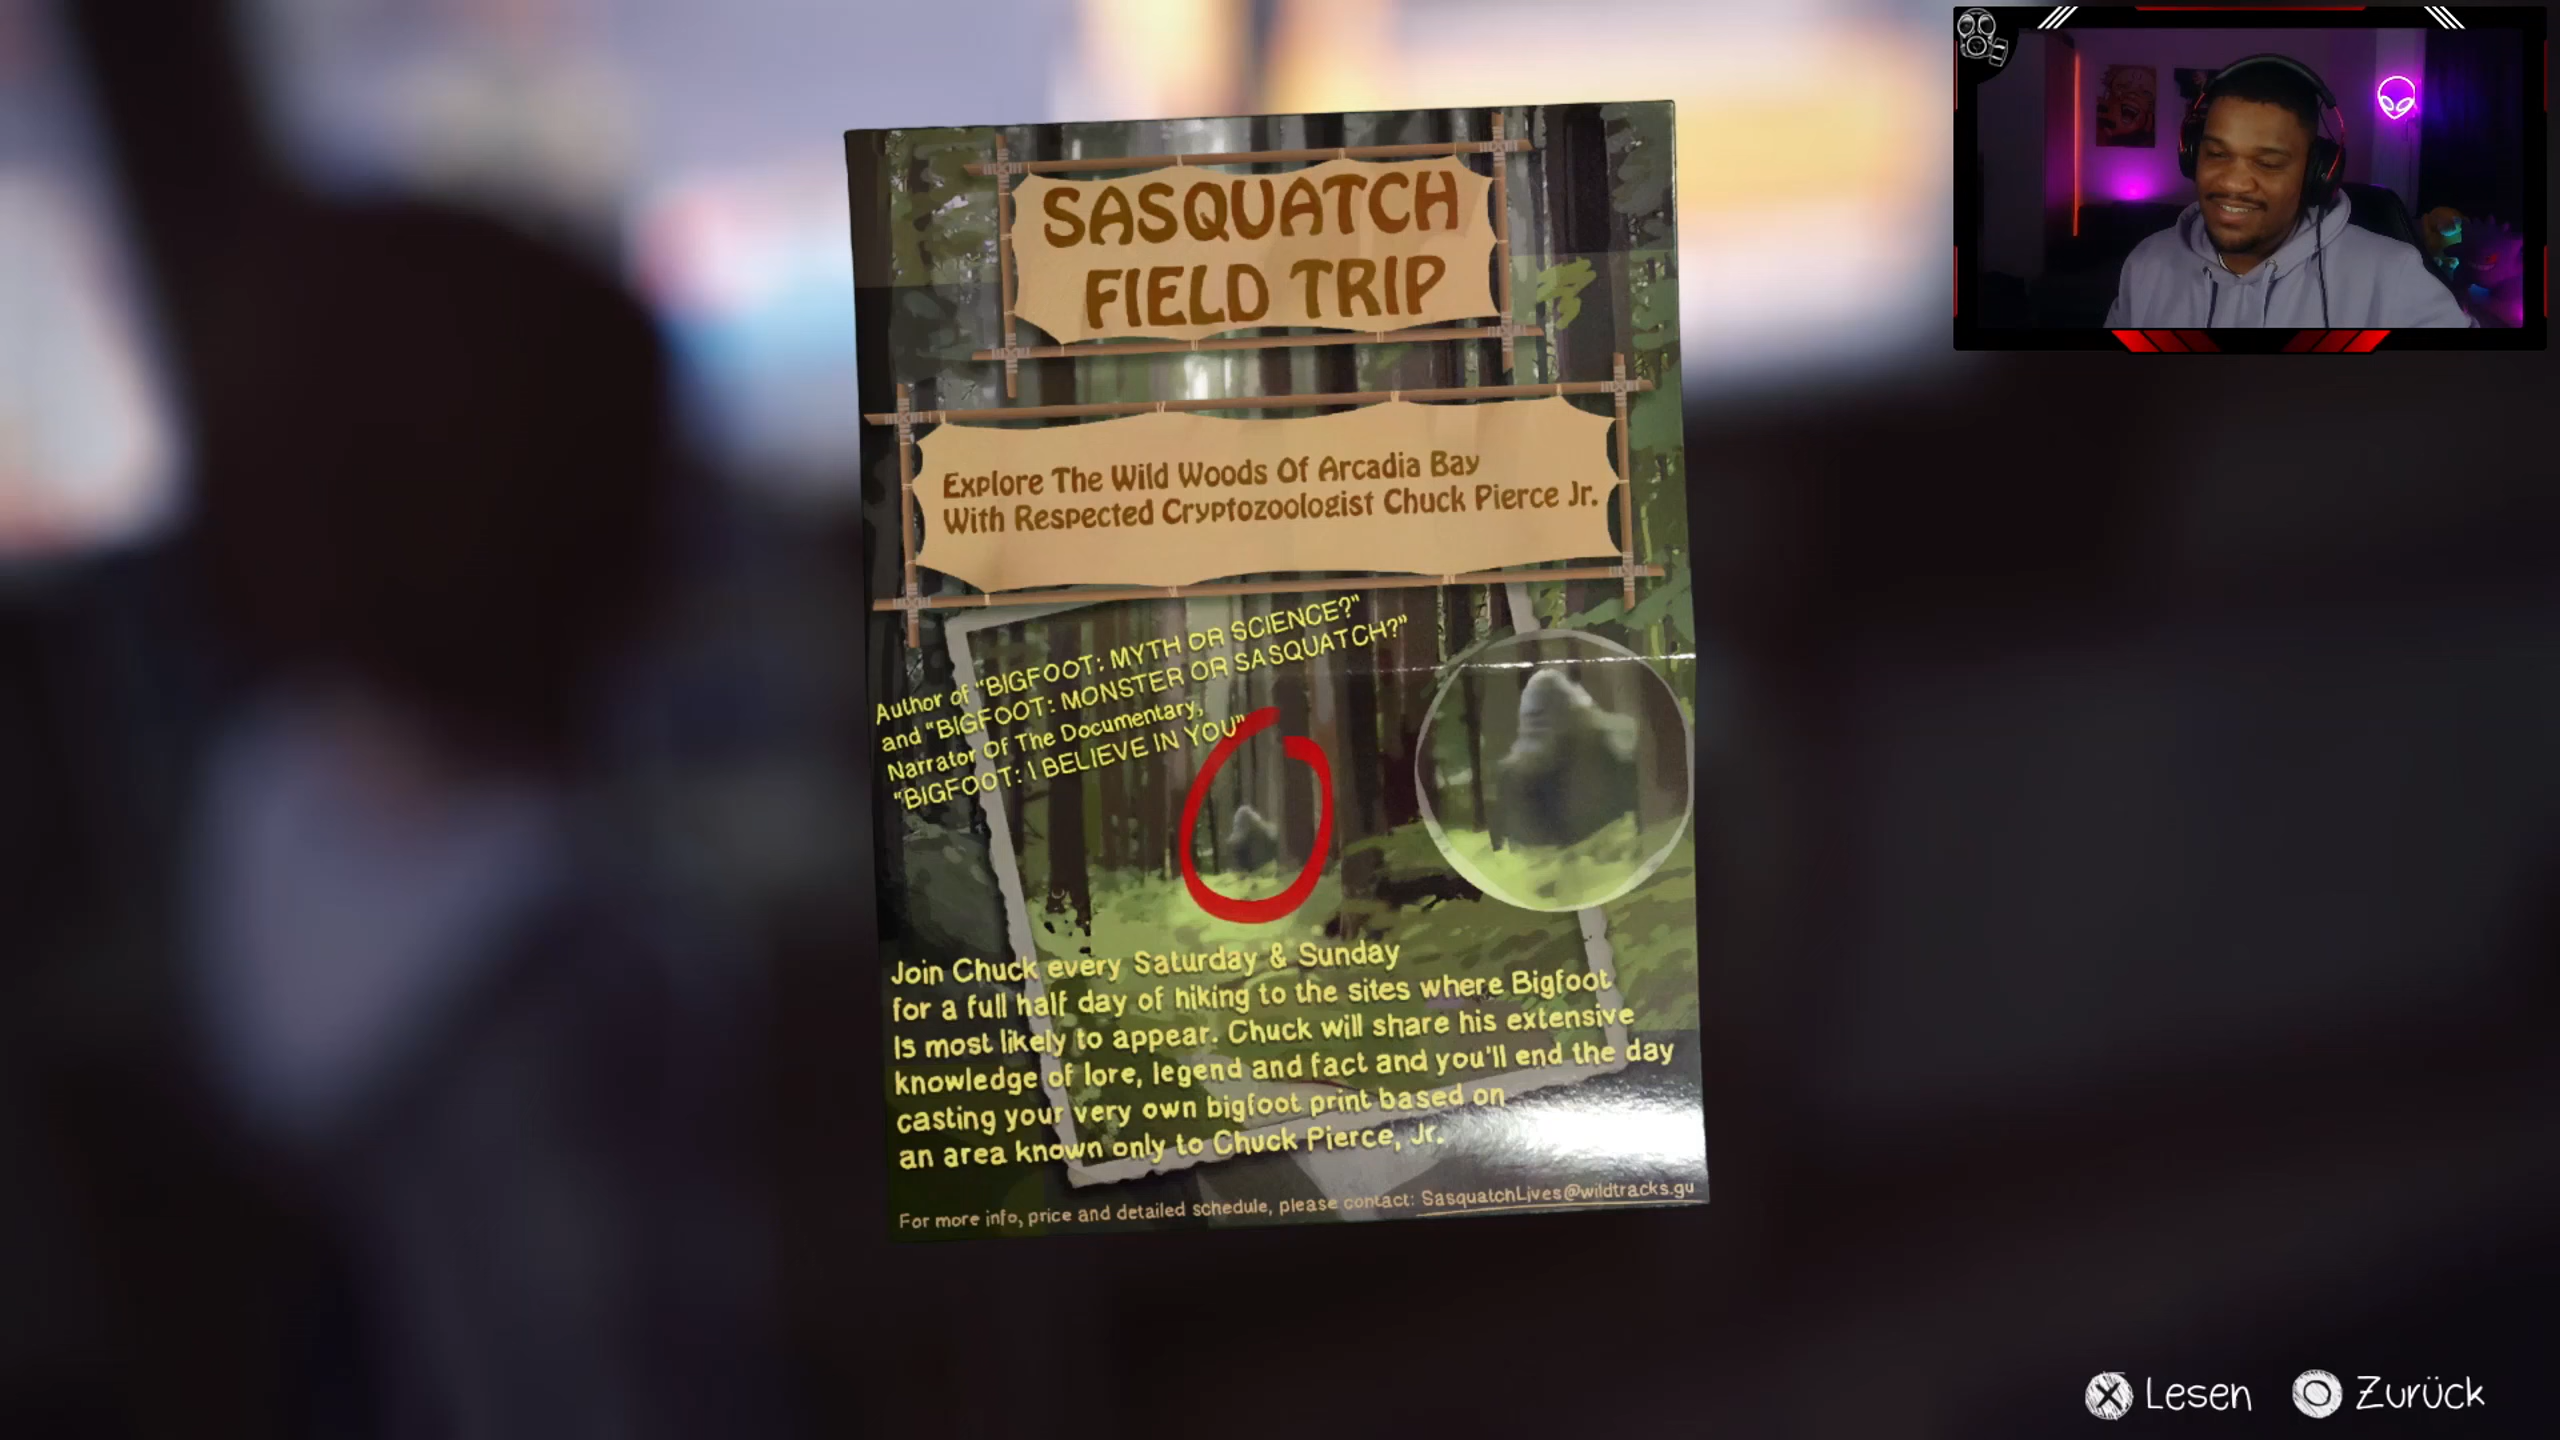 SASQUATCH
FIELD TRIP
Explore The Wild Woods Of Arcadia Bay
With Respected Cryptozoologist Chuck Pierce Jr.
Author of "BIGFOOT: MYTH OR SCIENCE?"
and "BIGFOOT: MONSTER OR SASQUATCH?"
Narrator Of The Documentary,
"BIGFOOT: I BELIEVE IN YOU"
Join Chuck every Saturday & Sunday
for a full half day of hiking to the sites where Bigfoot
Is most likely to appear. Chuck will share his extensive
knowledge of lore, legend and fact and you'll end the day
casting your very own bigfoot print based on
an area known only to Chuck Pierce, Jr.
For more info, price and detailed schedule, please contact: SasquatchLives@wildtracks.gu
Lesen
Zurück